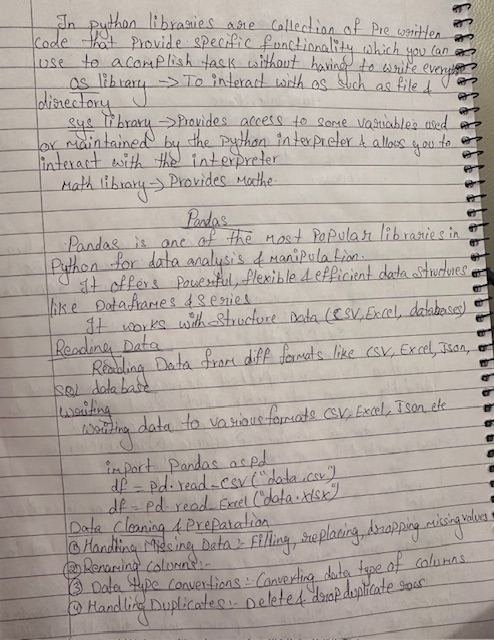 In python libraries are collection of Pre written
Code that Provide specific functionality which you can
use to acomplish task without having to write every
os library -> To interact with os such as file &
directory
sys library -> Provides access to some variables used
or maintained by the Python interpreter & allows you to
interact with the interpreter
Math library -> Provides Mathe
Pandas
Pandas is one of the most Popular libraries in
Python for data analysis & Manipulation.
It offers Powerful, flexible & efficient data structures
like Dataframes & Series
It works with Structure Data (CSV, Excel, databases)
Reading Data
Reading Data from diff formats like CSV, Excel, Json,
SQL database
Writing
Writing data to various formats CSV, Excel, Json etc
import Pandas as pd
df = pd.read-CSV ("data.csv")
df = pd.read Excel ("data.xlsx")
Data Cleaning & Preparation
① Handling Missing Data :- Filling, replacing, dropping missing values
② Renaming columns :-
③ Data type convertions :- Converting data type of columns
④ Handling Duplicates :- Delete & drop duplicate rows